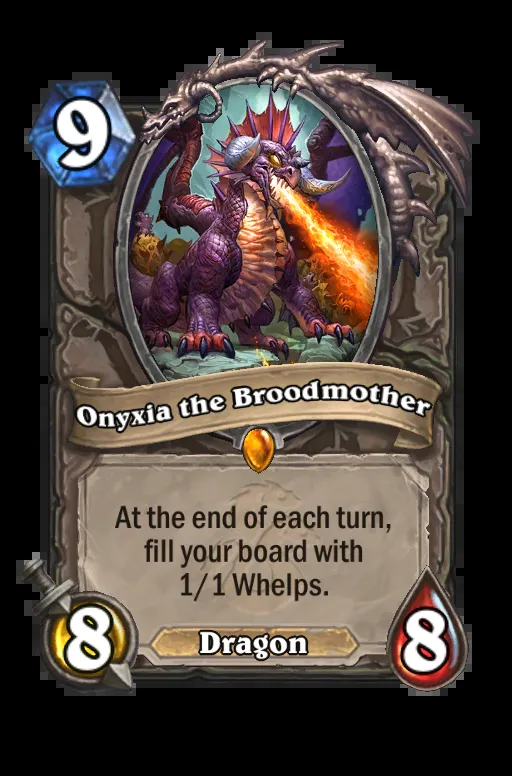 9
Onyxia the Broodmother
At the end of each turn,
fill your board with
1/1 Whelps.
8
Dragon
8